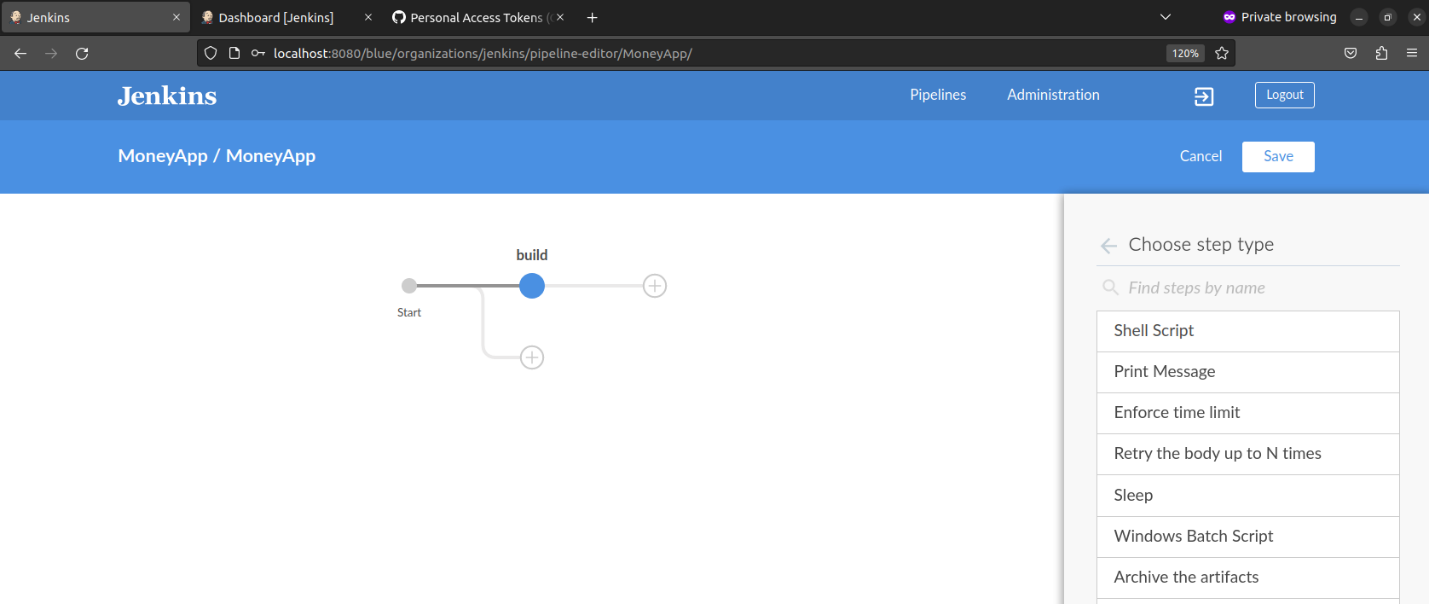 Jenkins
Dashboard [Jenkins]
Personal Access Tokens
Private browsing
localhost:8080/blue/organizations/jenkins/pipeline-editor/MoneyApp/
120%
Jenkins
Pipelines
Administration
Logout
MoneyApp / MoneyApp
Cancel
Save
build
Start
Choose step type
Find steps by name
Shell Script
Print Message
Enforce time limit
Retry the body up to N times
Sleep
Windows Batch Script
Archive the artifacts